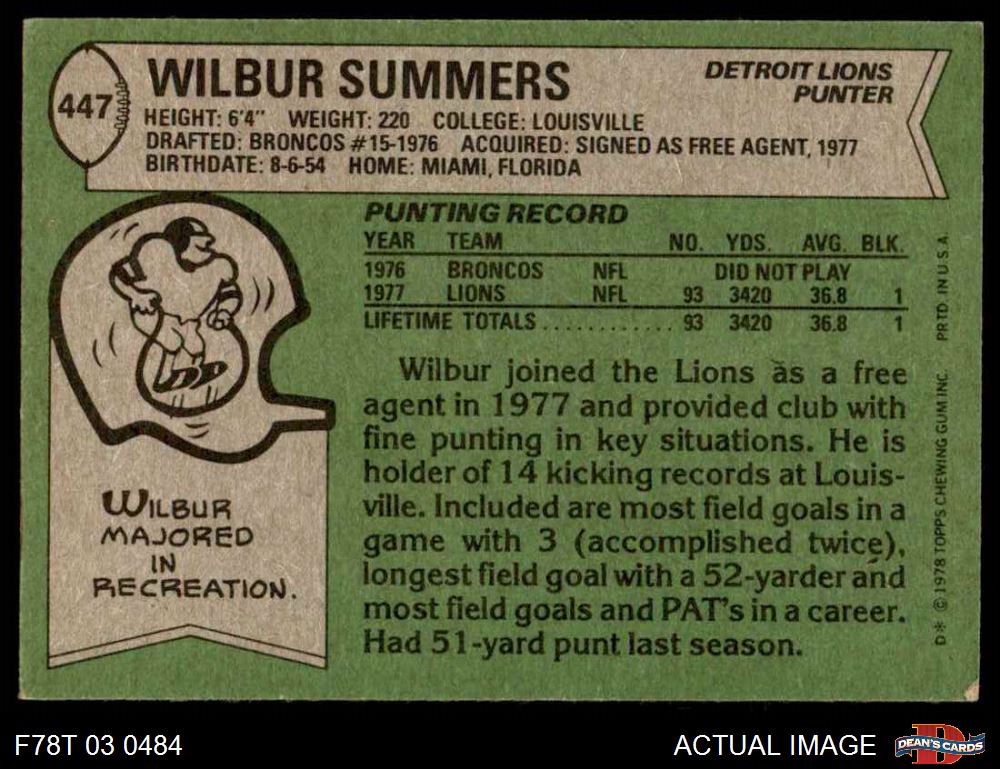 447
WILBUR SUMMERS
DETROIT LIONS
PUNTER
HEIGHT: 6'4" WEIGHT: 220 COLLEGE: LOUISVILLE
DRAFTED: BRONCOS #15-1976 ACQUIRED: SIGNED AS FREE AGENT, 1977
BIRTHDATE: 8-6-54 HOME: MIAMI, FLORIDA
PUNTING RECORD
YEAR TEAM NO. YDS. AVG. BLK.
1976 BRONCOS NFL DID NOT PLAY
1977 LIONS NFL 93 3420 36.8 1
LIFETIME TOTALS............ 93 3420 36.8 1
Wilbur joined the Lions as a free
agent in 1977 and provided club with
fine punting in key situations. He is
holder of 14 kicking records at Louis-
ville. Included are most field goals in a
game with 3 (accomplished twice),
longest field goal with a 52-yarder and
most field goals and PAT's in a career.
Had 51-yard punt last season.
WILBUR
MAJORED
IN
RECREATION.
D* © 1978 TOPPS CHEWING GUM INC. PRTD. IN U.S.A.
F78T 03 0484
ACTUAL IMAGE
D
DEAN'S CARDS